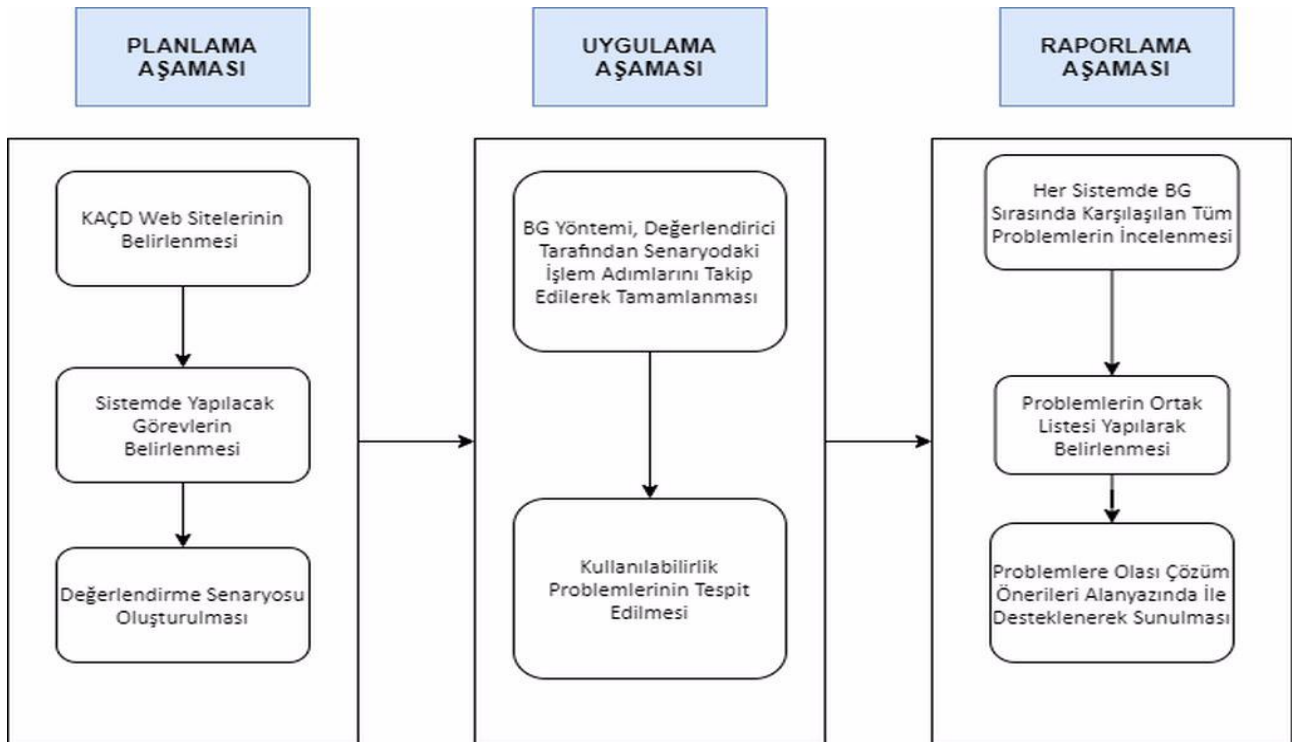 PLANLAMA
AŞAMASI
KAÇD Web Sitelerinin
Belirlenmesi
Sistemde Yapılacak
Görevlerin
Belirlenmesi
Değerlendirme Senaryosu
Oluşturulması
UYGULAMA
AŞAMASI
BG Yöntemi, Değerlendirici
Tarafından Senaryodaki
İşlem Adımlarını Takip
Edilerek Tamamlanması
Kullanılabilirlik
Problemlerinin Tespit
Edilmesi
RAPORLAMA
AŞAMASI
Her Sistemde BG
Sırasında Karşılaşılan Tüm
Problemlerin İncelenmesi
Problemlerin Ortak
Listesi Yapılarak
Belirlenmesi
Problemlere Olası Çözüm
Önerileri Alanyazında İle
Desteklenerek Sunulması